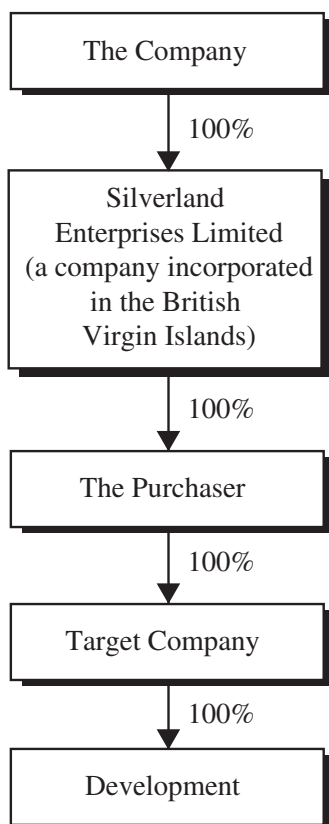 The Company
100%
Silverland
Enterprises Limited
(a company incorporated
in the British
Virgin Islands)
100%
The Purchaser
100%
Target Company
100%
Development